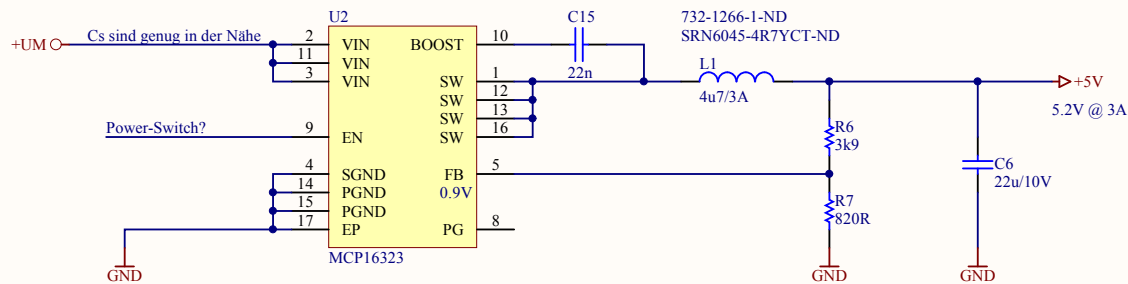 U2
C15
732-1266-1-ND
SRN6045-4R7YCT-ND
+UM
Cs sind genug in der Nähe
2
VIN
BOOST
10
22n
L1
4u7/3A
+5V
5.2V @ 3A
11
VIN
3
VIN
SW
1
SW
12
SW
13
SW
16
Power-Switch?
9
EN
4
SGND
FB
5
0.9V
14
PGND
15
PGND
17
EP
PG
8
MCP16323
R6
3k9
R7
820R
C6
22u/10V
GND
GND
GND